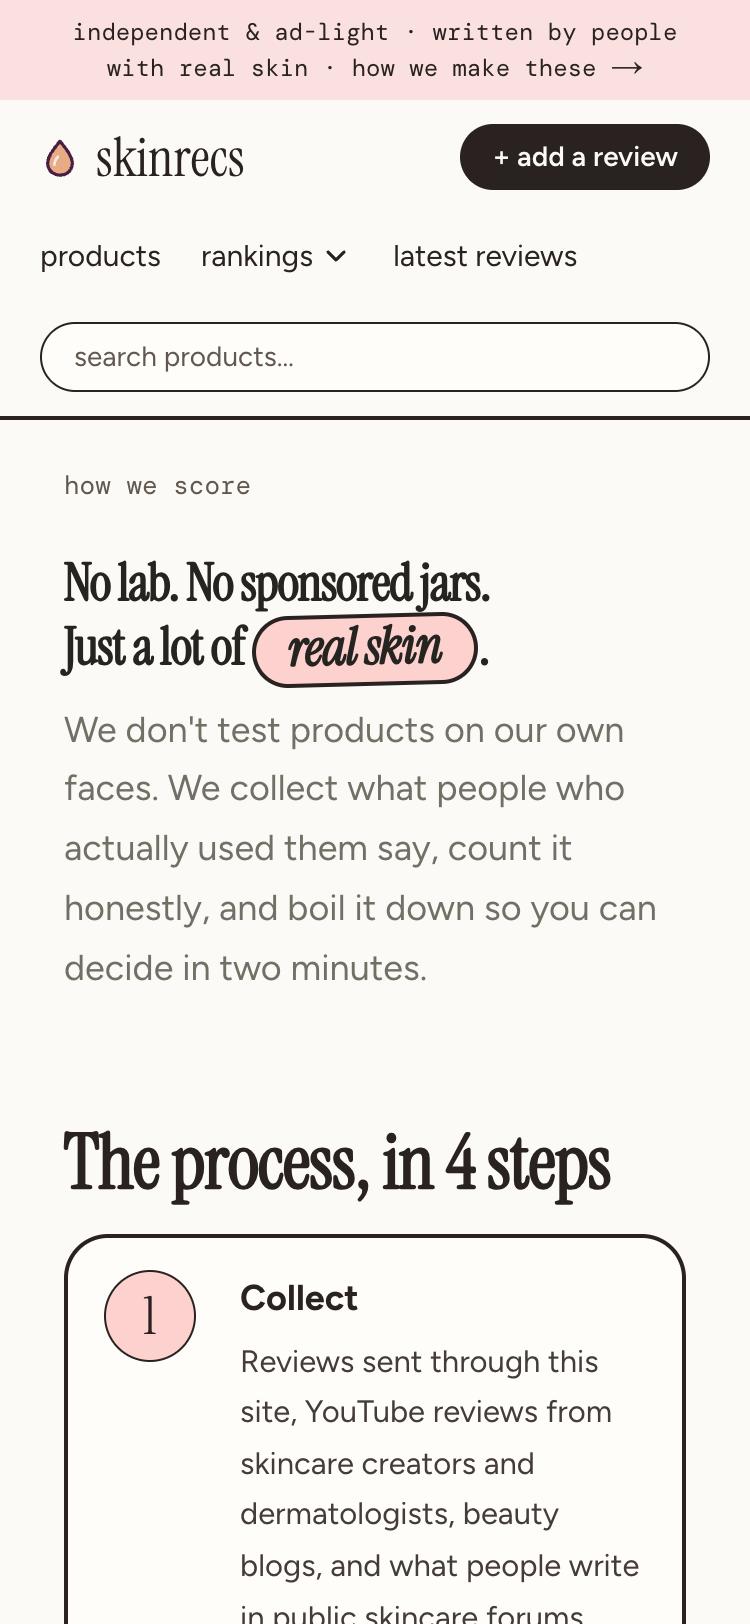 independent & ad-light · written by people
with real skin · how we make these →
skinrecs
+ add a review
products rankings latest reviews
search products...
how we score
No lab. No sponsored jars.
Just a lot of real skin.
We don't test products on our own
faces. We collect what people who
actually used them say, count it
honestly, and boil it down so you can
decide in two minutes.
The process, in 4 steps
1
Collect
Reviews sent through this
site, YouTube reviews from
skincare creators and
dermatologists, beauty
blogs, and what people write
in public skincare forums